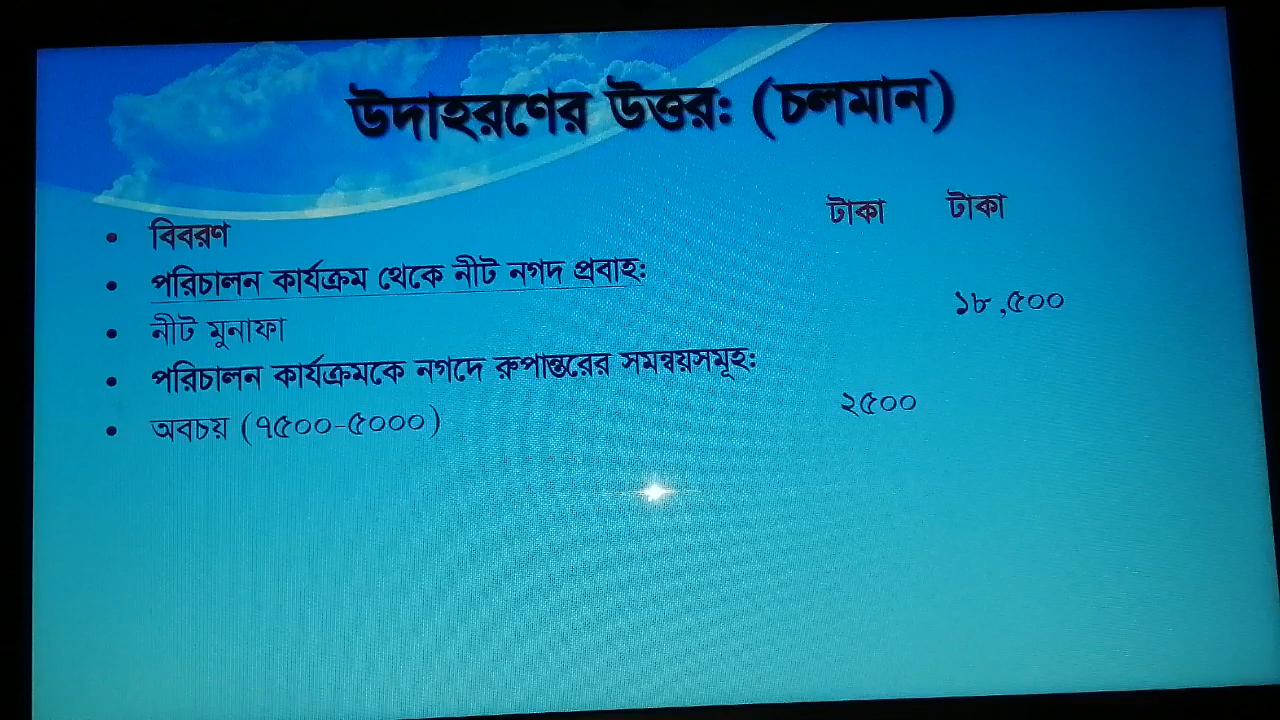 উদাহরণের উত্তর: (চলমান)
• বিবরণ টাকা টাকা
• পরিচালন কার্যক্রম থেকে নীট নগদ প্রবাহ:
• নীট মুনাফা ১৮,৫০০
• পরিচালন কার্যক্রমকে নগদে রুপান্তরের সমন্বয়সমূহ:
• অবচয় (৭৫০০-৫০০০) ২৫০০